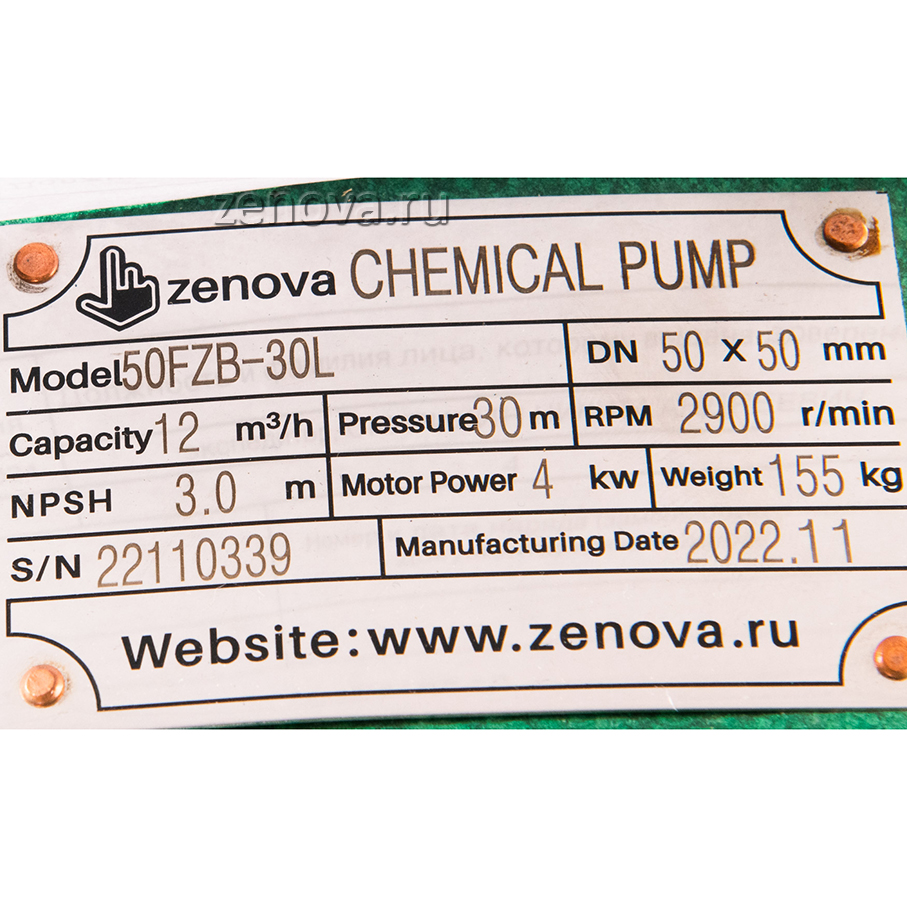 zenova.ru
zenova CHEMICAL PUMP
Model 50FZB-30L DN 50 X 50 mm
Capacity 12 m³/h Pressure 30 m RPM 2900 r/min
NPSH 3.0 m Motor Power 4 kw Weight 155 kg
S/N 22110339 Manufacturing Date 2022.11
Website: www.zenova.ru